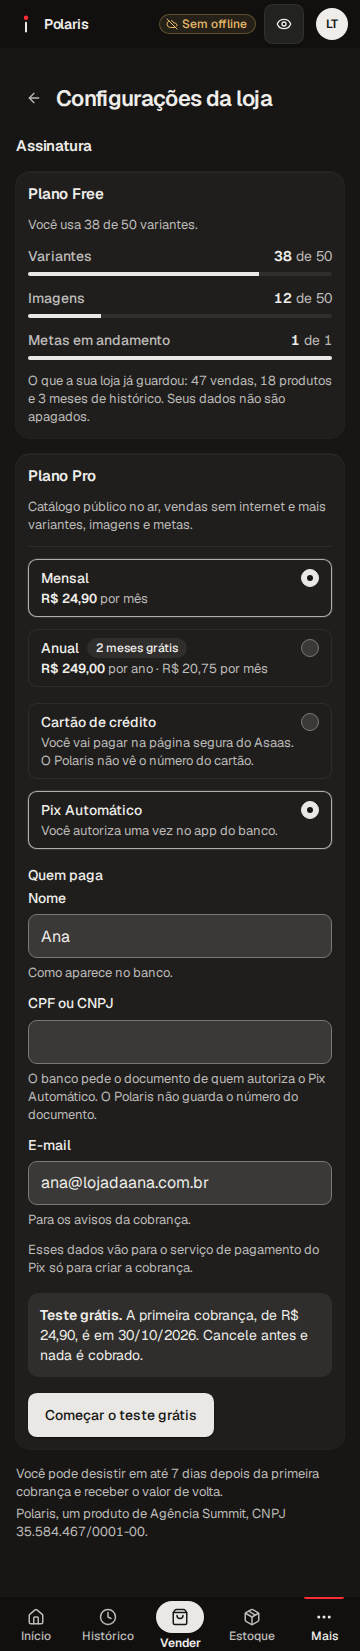 Polaris
Sem offline
LT
Configurações da loja
Assinatura
Plano Free
Você usa 38 de 50 variantes.
Variantes 38 de 50
Imagens 12 de 50
Metas em andamento 1 de 1
O que a sua loja já guardou: 47 vendas, 18 produtos
e 3 meses de histórico. Seus dados não são
apagados.
Plano Pro
Catálogo público no ar, vendas sem internet e mais
variantes, imagens e metas.
Mensal
R$ 24,90 por mês
Anual 2 meses grátis
R$ 249,00 por ano · R$ 20,75 por mês
Cartão de crédito
Você vai pagar na página segura do Asaas.
O Polaris não vê o número do cartão.
Pix Automático
Você autoriza uma vez no app do banco.
Quem paga
Nome
Ana
Como aparece no banco.
CPF ou CNPJ
O banco pede o documento de quem autoriza o Pix
Automático. O Polaris não guarda o número do
documento.
E-mail
ana@lojadaana.com.br
Para os avisos da cobrança.
Esses dados vão para o serviço de pagamento do
Pix só para criar a cobrança.
Teste grátis. A primeira cobrança, de R$
24,90, é em 30/10/2026. Cancele antes e
nada é cobrado.
Começar o teste grátis
Você pode desistir em até 7 dias depois da primeira
cobrança e receber o valor de volta.
Polaris, um produto de Agência Summit, CNPJ
35.584.467/0001-00.
Início
Histórico
Vender
Estoque
Mais